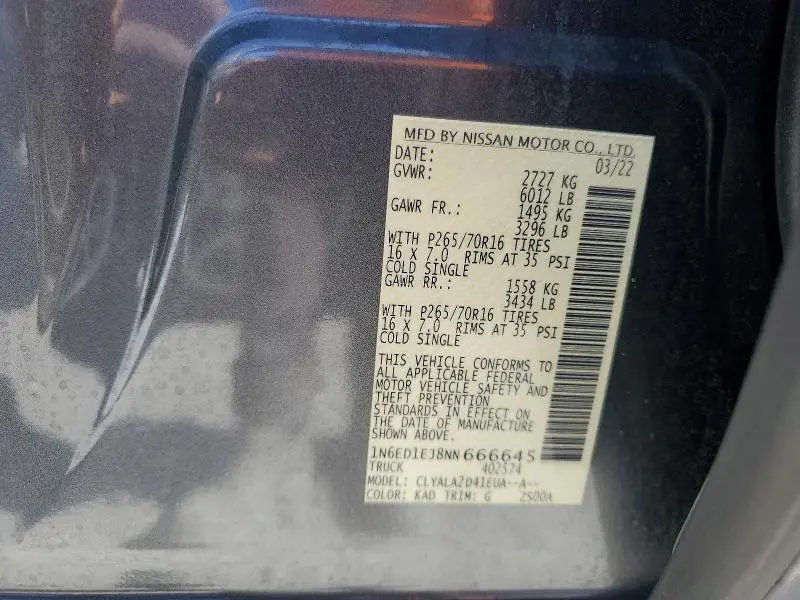 MFD BY NISSAN MOTOR CO., LTD.
DATE: 03/22
GVWR: 2727 KG
6012 LB
GAWR FR.: 1495 KG
3296 LB
WITH P265/70R16 TIRES
16 X 7.0 RIMS AT 35 PSI
COLD SINGLE
GAWR RR.: 1558 KG
3434 LB
WITH P265/70R16 TIRES
16 X 7.0 RIMS AT 35 PSI
COLD SINGLE
THIS VEHICLE CONFORMS TO
ALL APPLICABLE FEDERAL
MOTOR VEHICLE SAFETY AND
THEFT PREVENTION
STANDARDS IN EFFECT ON
THE DATE OF MANUFACTURE
SHOWN ABOVE.
1N6ED1EJ8NN666645
TRUCK 402574
MODEL: CLYALA2D41EUA--A--
COLOR: KAD TRIM: G 2S00A